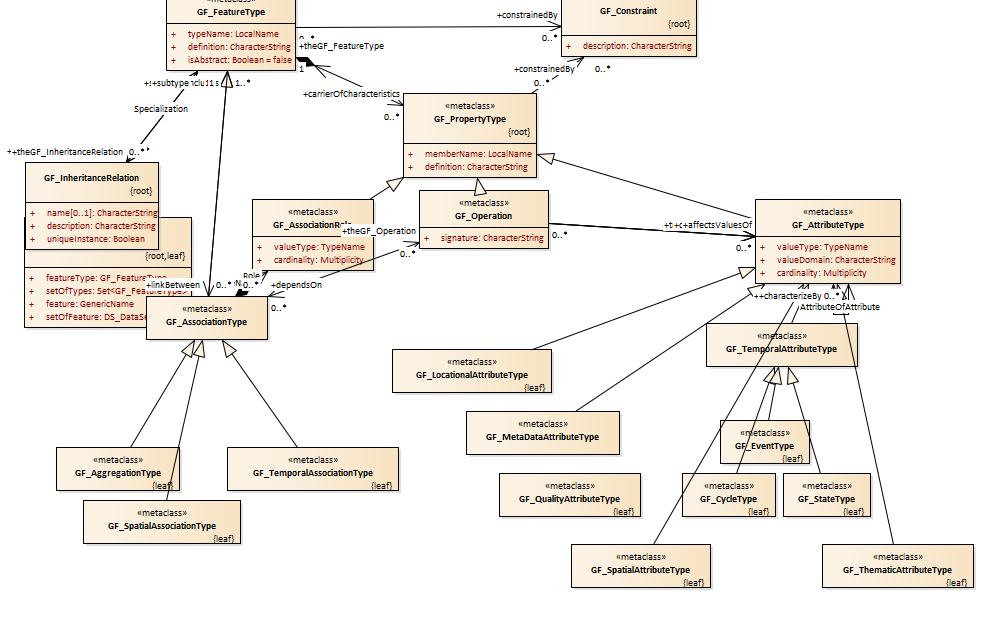 «metaclass»
GF_FeatureType
+ typeName: LocalName
+ definition: CharacterString
+ isAbstract: Boolean = false
GF_Constraint
{root}
+ description: CharacterString
+constrainedBy
0..*
+theGF_FeatureType
1
+constrainedBy
0..*
0..*
+carrierOfCharacteristics
0..*
1..*
Specialization
«metaclass»
GF_PropertyType
{root}
+ memberName: LocalName
+ definition: CharacterString
++theGF_InheritanceRelation
0..*
GF_InheritanceRelation
{root}
+ name[0..1]: CharacterString
+ description: CharacterString
+ uniqueInstance: Boolean
{root,leaf}
+ featureType: GF_FeatureType
+ setOfTypes: Set<GF_FeatureType>
+ feature: GenericName
+ setOfFeature: DS_DataSe
«metaclass»
GF_AssociationRole
+ valueType: TypeName
+ cardinality: Multiplicity
«metaclass»
GF_Operation
+ signature: CharacterString
+theGF_Operation
0..*
0..*
+affectsValuesOf
0..*
«metaclass»
GF_AttributeType
+ valueType: TypeName
+ valueDomain: CharacterString
+ cardinality: Multiplicity
Role
+linkBetween
0..*
0..*
+dependsOn
0..*
«metaclass»
GF_AssociationType
++characterizeBy
0..*
AttributeOfAttribute
«metaclass»
GF_TemporalAttributeType
«metaclass»
GF_LocationalAttributeType
{leaf}
«metaclass»
GF_MetaDataAttributeType
«metaclass»
GF_EventType
{leaf}
«metaclass»
GF_AggregationType
{leaf}
«metaclass»
GF_TemporalAssociationType
{leaf}
«metaclass»
GF_QualityAttributeType
{leaf}
«metaclass»
GF_CycleType
{leaf}
«metaclass»
GF_StateType
{leaf}
«metaclass»
GF_SpatialAssociationType
{leaf}
«metaclass»
GF_SpatialAttributeType
{leaf}
«metaclass»
GF_ThematicAttributeType
{leaf}